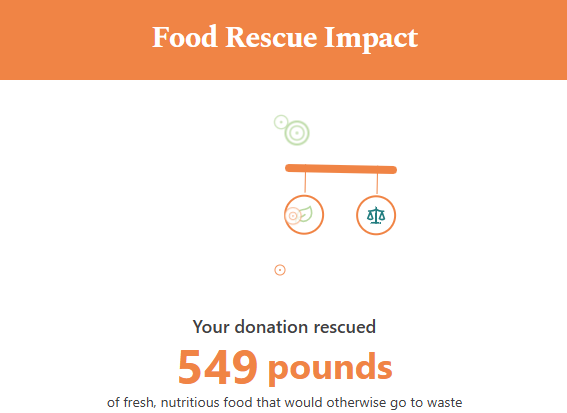 Food Rescue Impact
Your donation rescued
549 pounds
of fresh, nutritious food that would otherwise go to waste